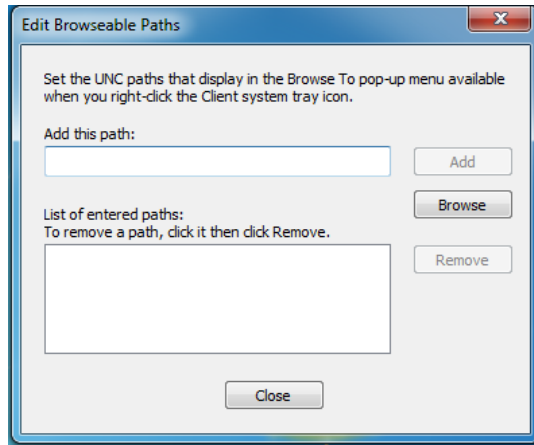 Edit Browseable Paths
Set the UNC paths that display in the Browse To pop-up menu available
when you right-click the Client system tray icon.
Add this path:
Add
Browse
List of entered paths:
To remove a path, click it then click Remove.
Remove
Close